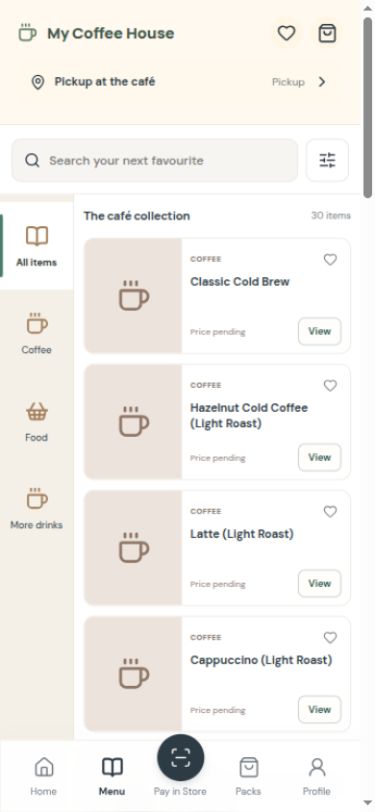 My Coffee House
Pickup at the café
Pickup
Search your next favourite
The café collection
30 items
All items
Coffee
Food
More drinks
COFFEE
Classic Cold Brew
Price pending
View
COFFEE
Hazelnut Cold Coffee
(Light Roast)
Price pending
View
COFFEE
Latte (Light Roast)
Price pending
View
COFFEE
Cappuccino (Light Roast)
Price pending
View
Home
Menu
Pay in Store
Packs
Profile